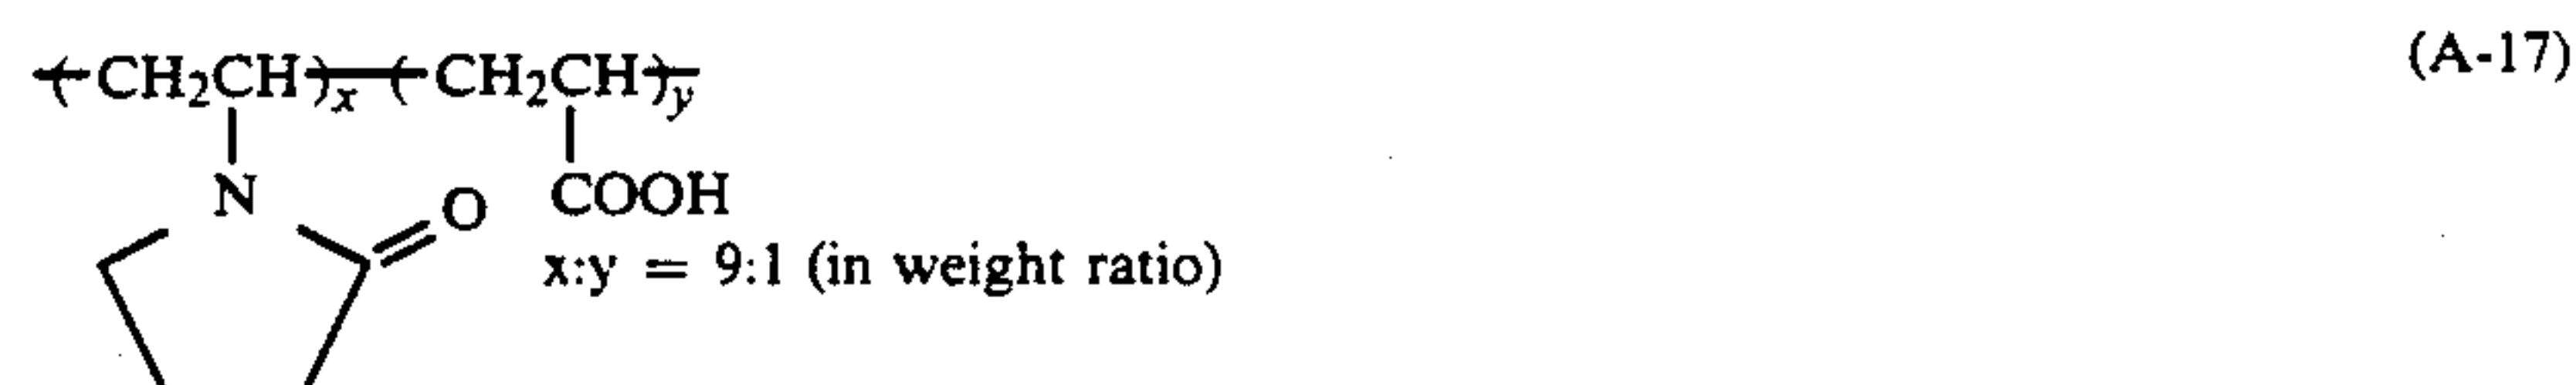 (CH₂CH)x (CH₂CH)y (A-17)
N O COOH
x:y = 9:1 (in weight ratio)